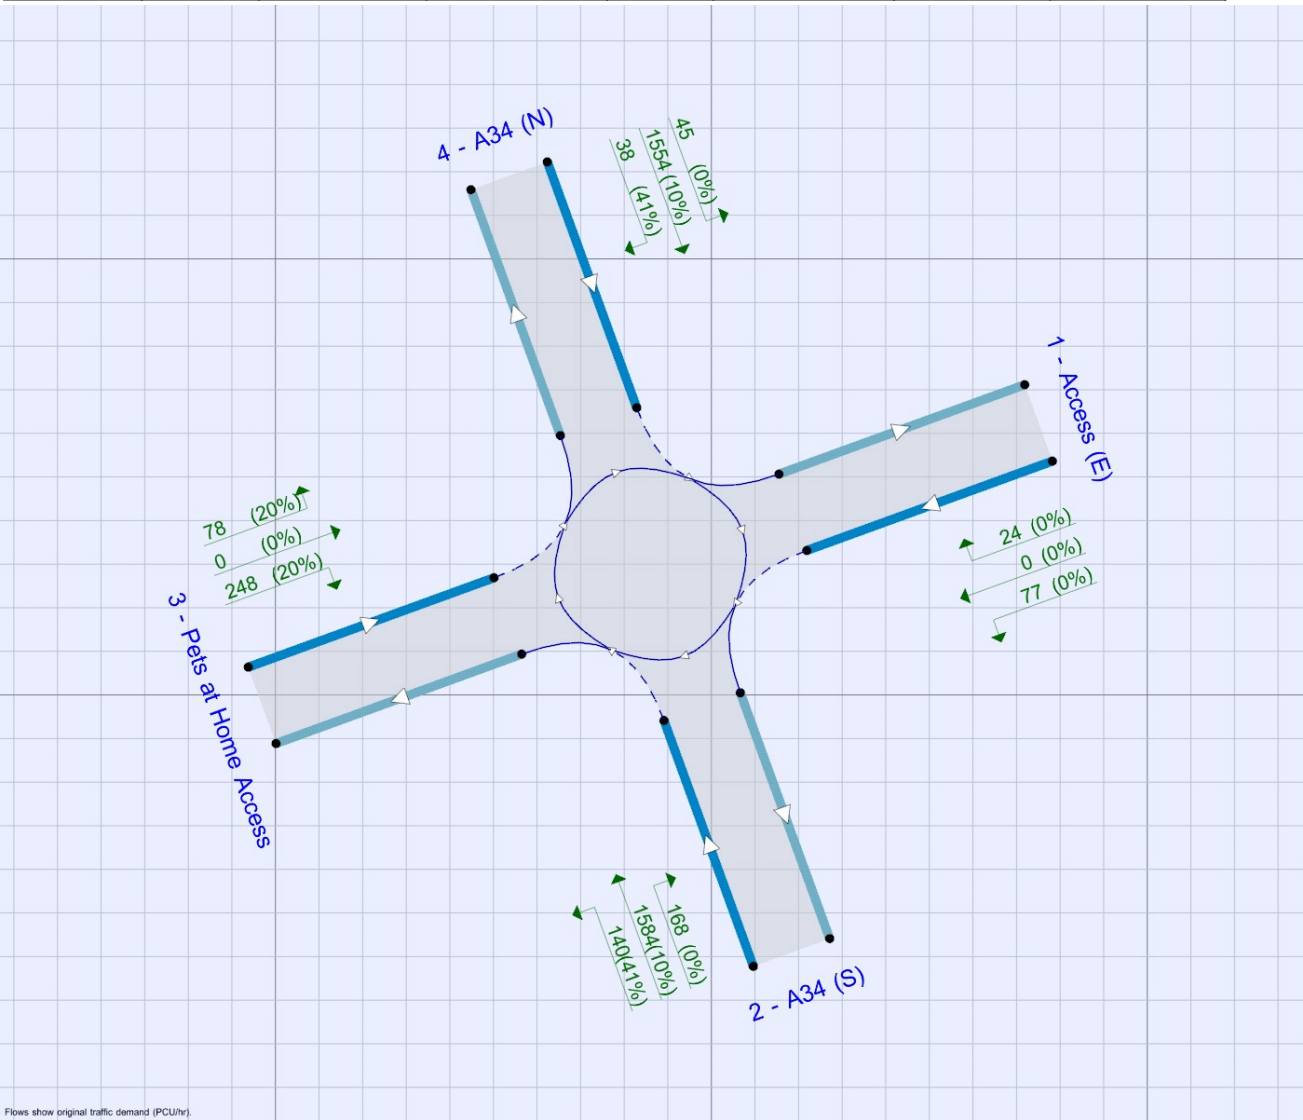 4 - A34 (N)
45 (0%)
1554 (10%)
38 (41%)
1 - Access (E)
78 (20%)
0 (0%)
248 (20%)
24 (0%)
0 (0%)
77 (0%)
3 - Pets at Home Access
168 (0%)
1584(10%)
140(41%)
2 - A34 (S)
Flows show original traffic demand (PCU/hr).